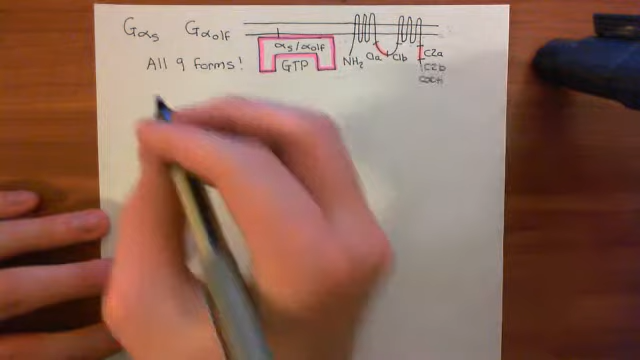 Gαs Gαolf
αs/αolf
All 9 forms! GTP NH2 C1a C1b C2a
C2b
COOH